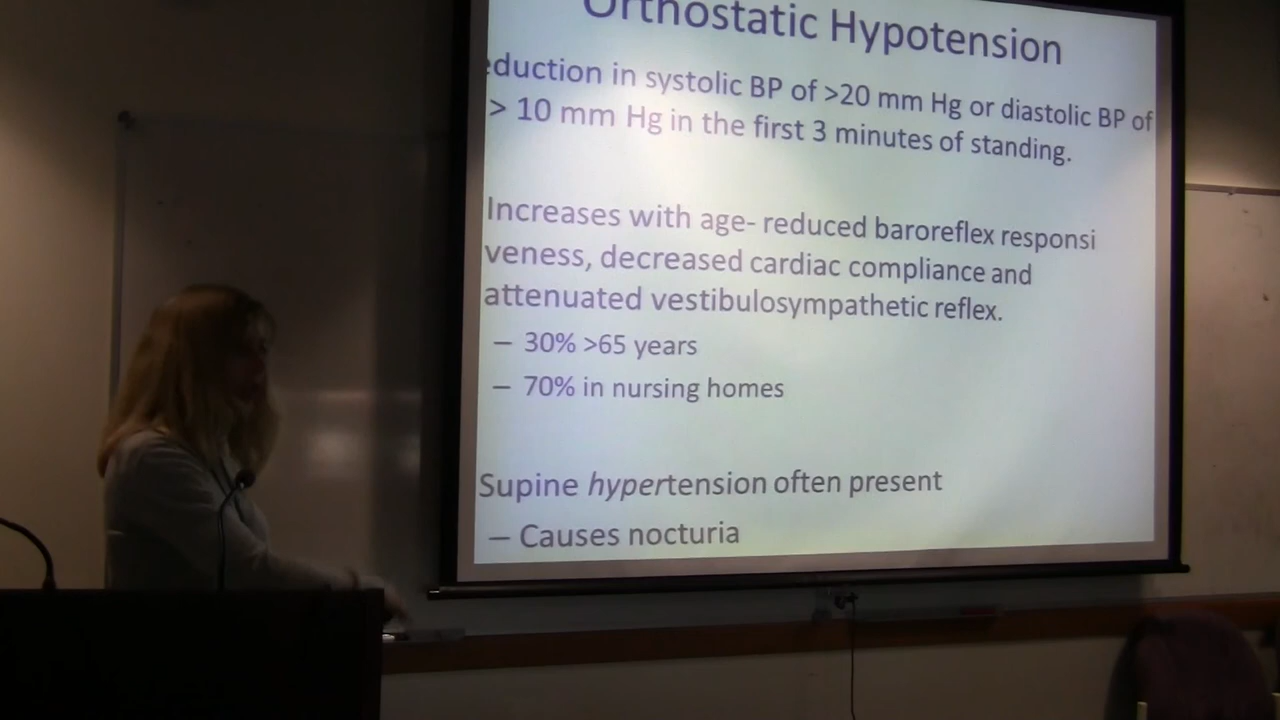 Orthostatic Hypotension
eduction in systolic BP of >20 mm Hg or diastolic BP of
> 10 mm Hg in the first 3 minutes of standing.
Increases with age- reduced baroreflex responsi
veness, decreased cardiac compliance and
attenuated vestibulosympathetic reflex.
– 30% >65 years
– 70% in nursing homes
Supine hypertension often present
– Causes nocturia